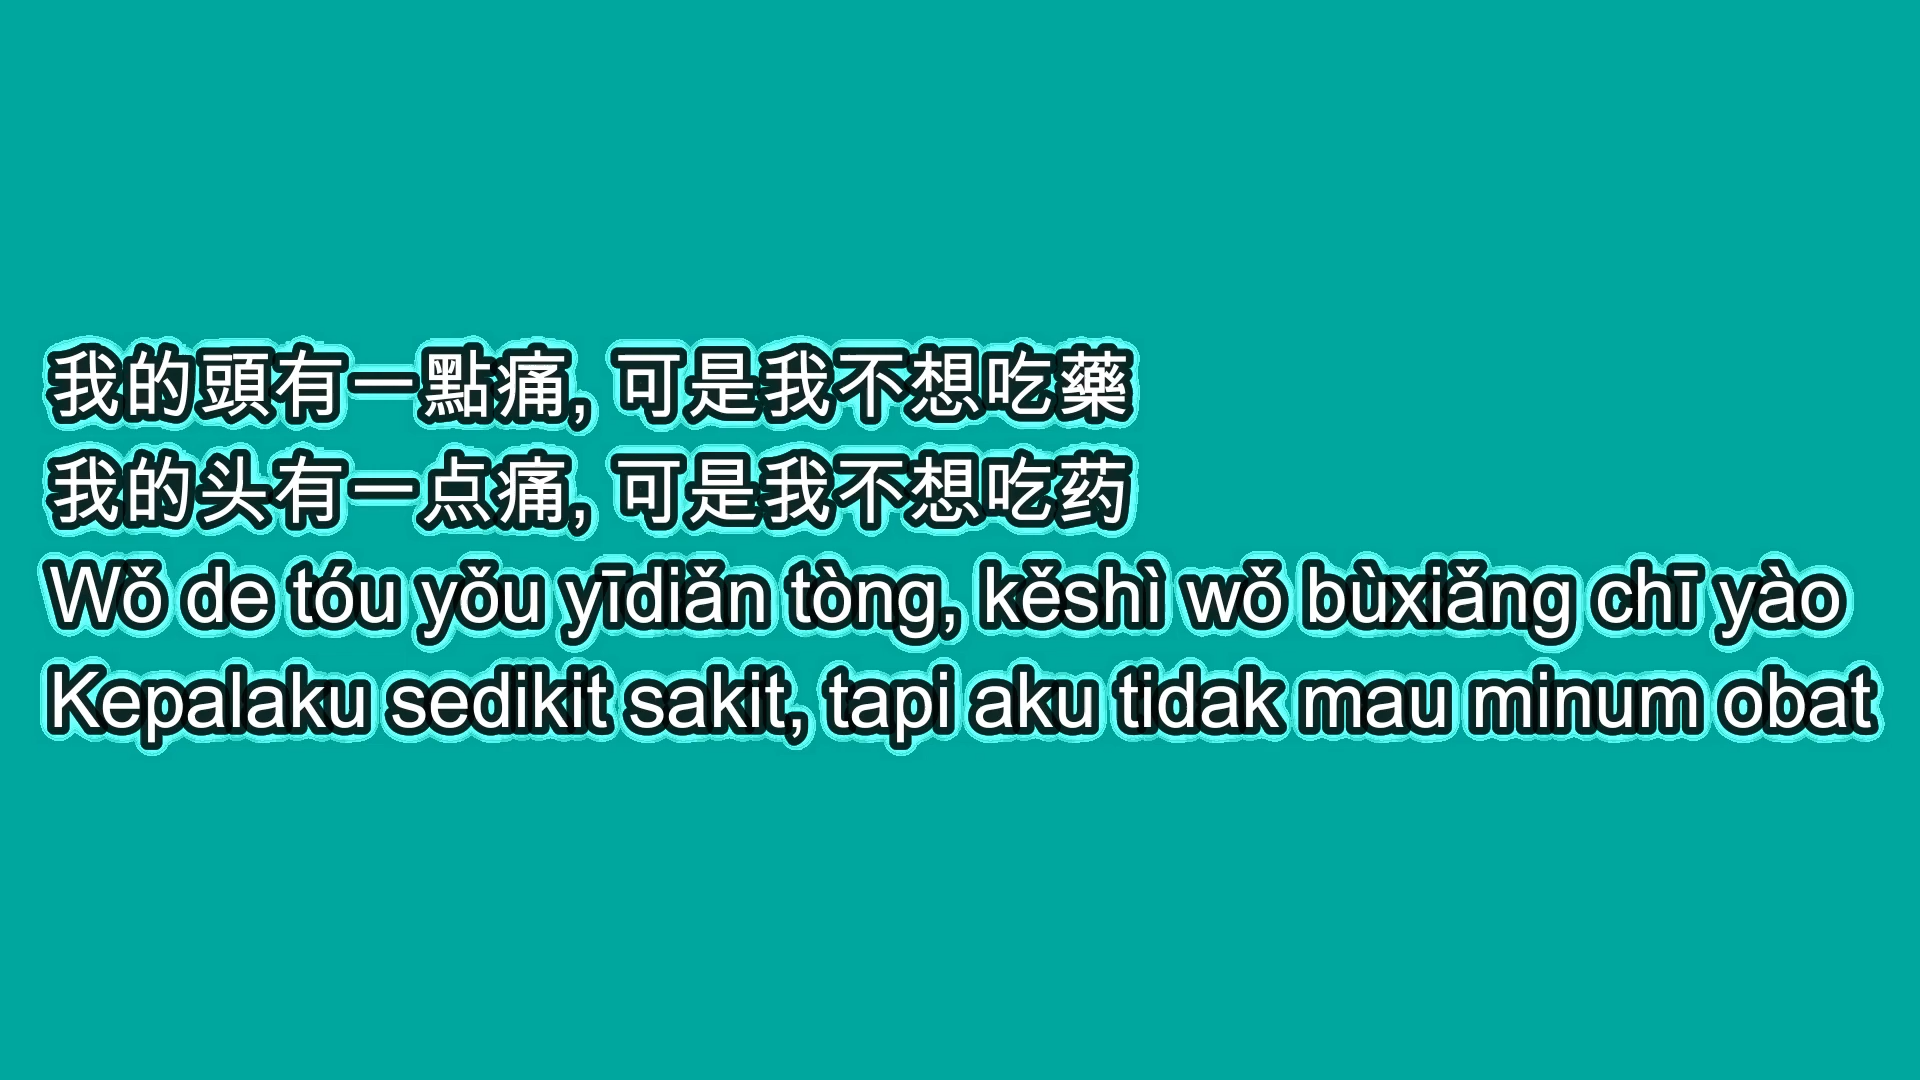 我的頭有一點痛, 可是我不想吃藥
我的头有一点痛, 可是我不想吃药
Wǒ de tóu yǒu yīdiǎn tòng, kěshì wǒ bùxiǎng chī yào
Kepalaku sedikit sakit, tapi aku tidak mau minum obat